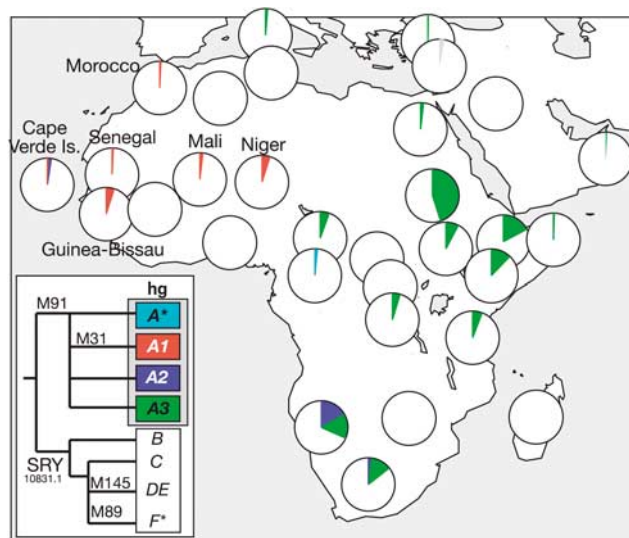 Morocco
Cape
Verde Is.
Senegal
Mali
Niger
Guinea-Bissau
hg
M91
A*
M31
A1
A2
A3
B
SRY
10831.1
C
M145
DE
M89
F*